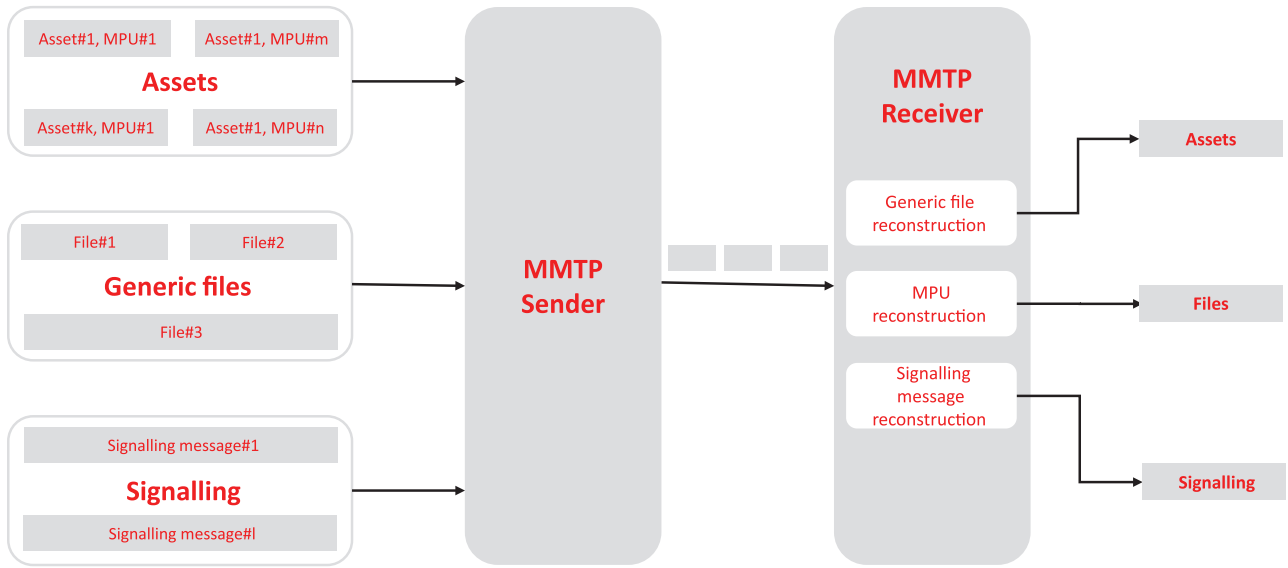 Asset#1, MPU#1
Asset#1, MPU#m
Assets
Asset#k, MPU#1
Asset#1, MPU#n
File#1
File#2
Generic files
File#3
Signalling message#1
Signalling
Signalling message#l
MMTP
Sender
MMTP
Receiver
Generic file
reconstruction
MPU
reconstruction
Signalling
message
reconstruction
Assets
Files
Signalling